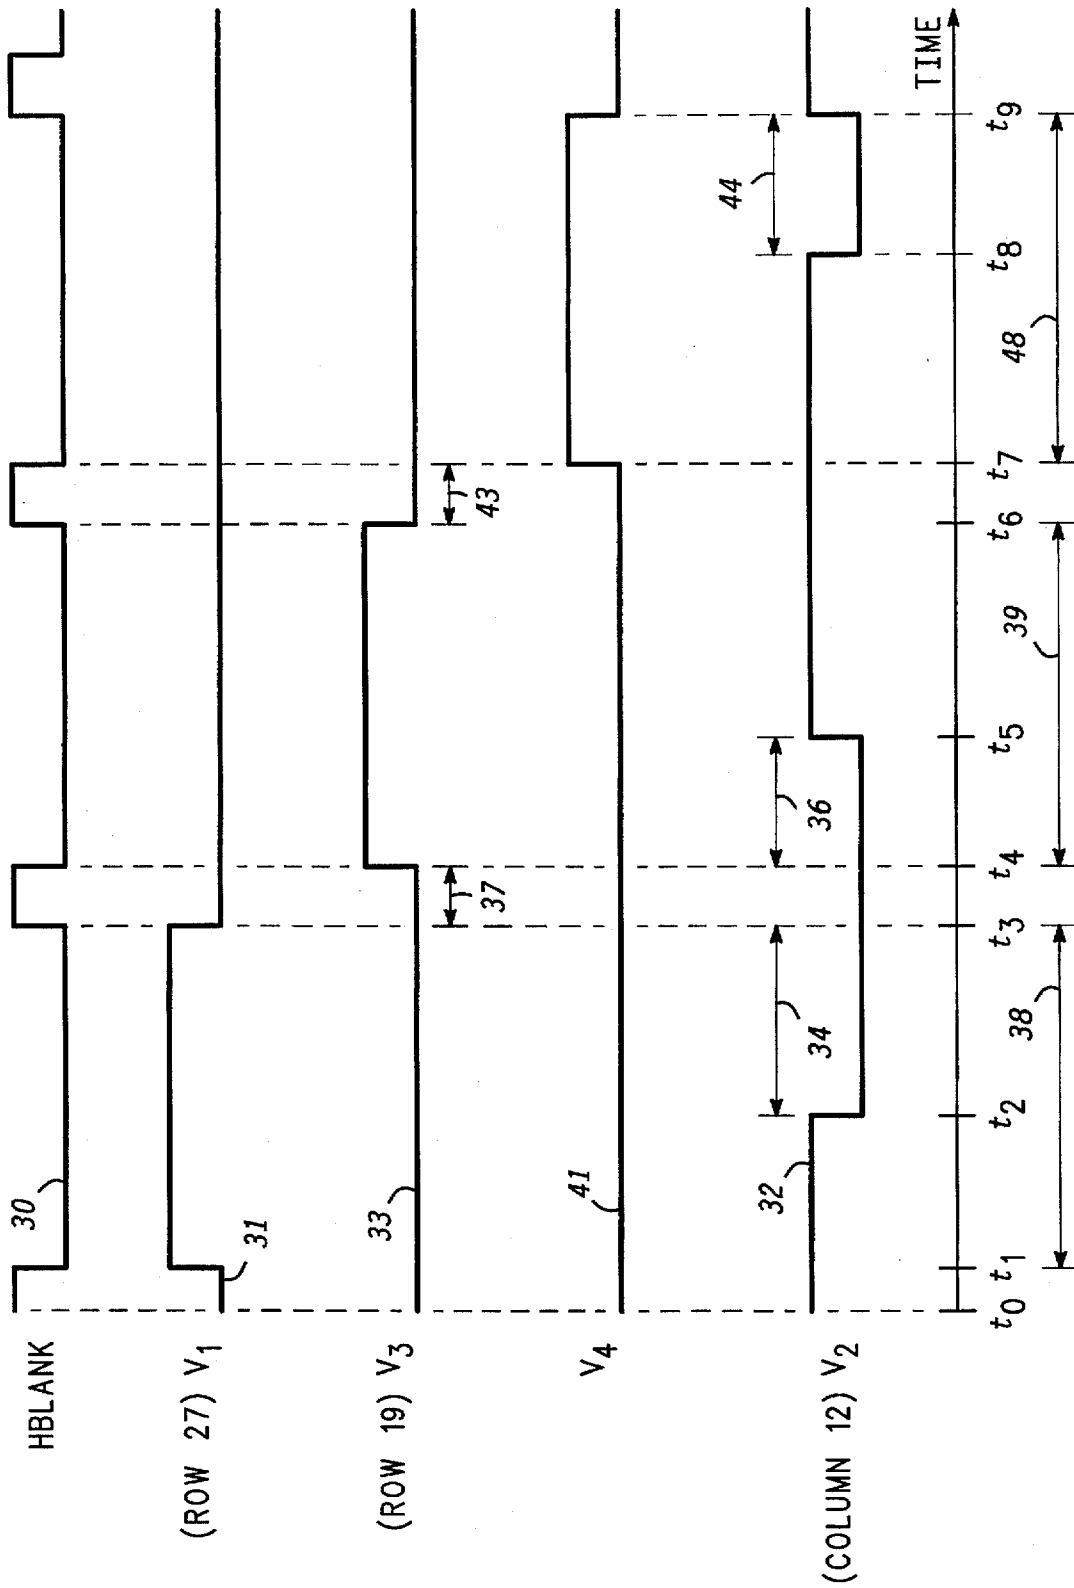 HBLANK
30
(ROW 27) V1
31
(ROW 19) V3
33
37
43
V4
41
(COLUMN 12) V2
32
34
36
44
TIME
t0 t1 t2 t3 t4 t5 t6 t7 t8 t9
38 39 48